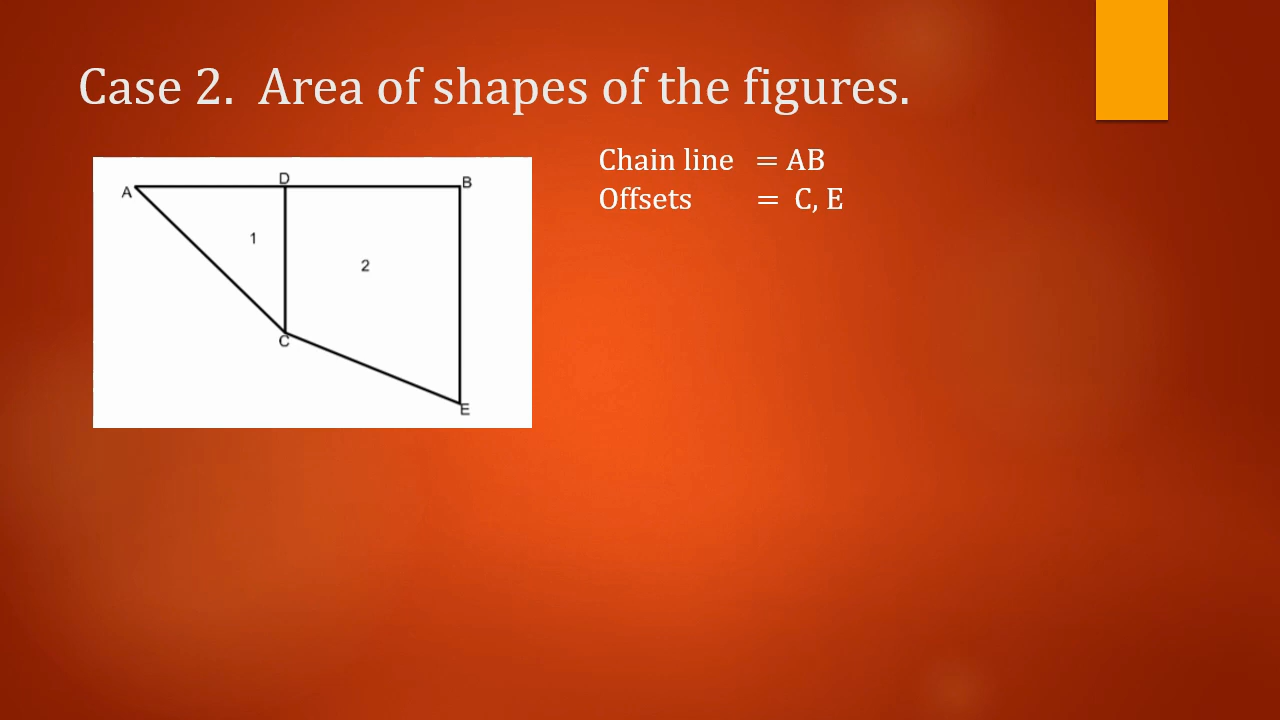 Case 2. Area of shapes of the figures.
Chain line = AB
Offsets = C, E
A
D
B
1
2
C
E